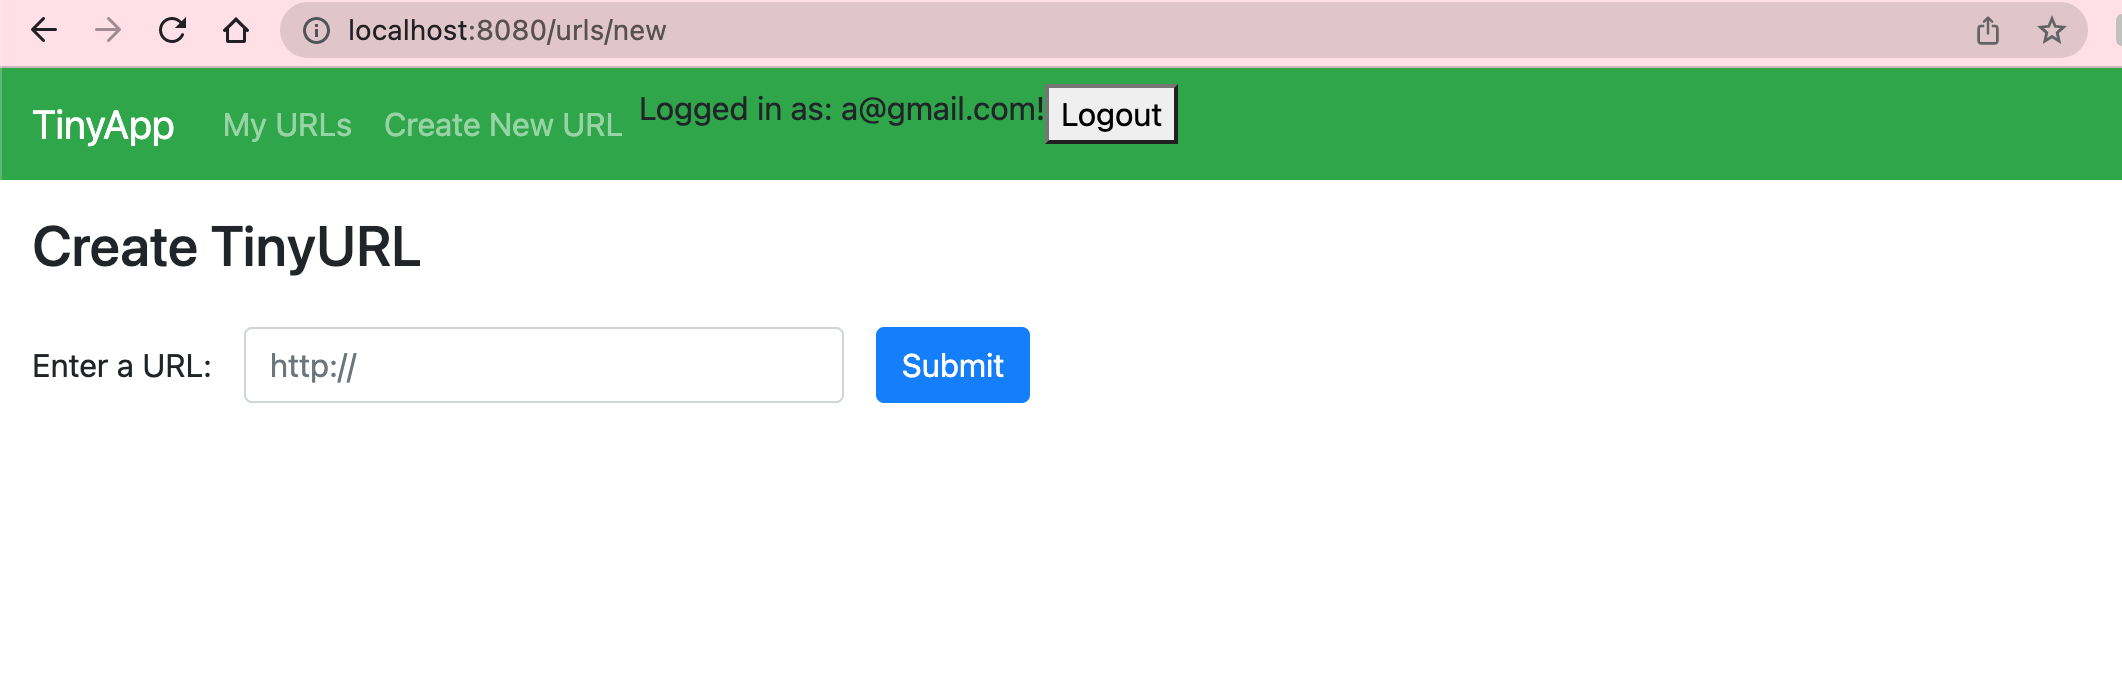 localhost:8080/urls/new
TinyApp My URLs Create New URL Logged in as: a@gmail.com! Logout
Create TinyURL
Enter a URL: http:// Submit